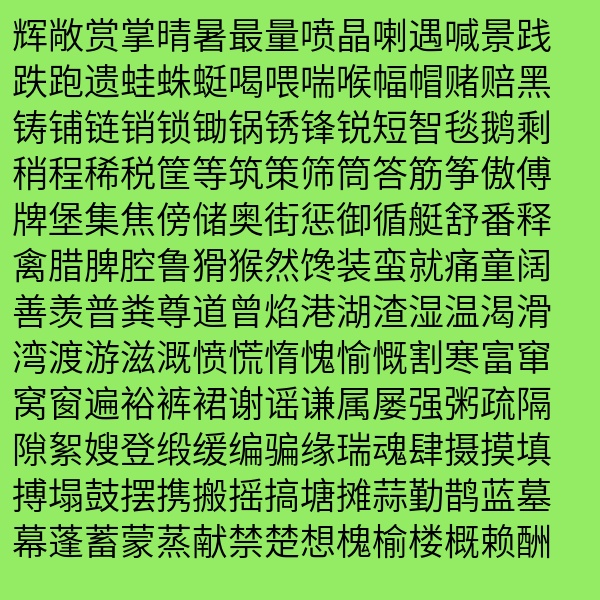 辉敞赏掌晴暑最量喷晶喇遇喊景践
跌跑遗蛙蛛蜓喝喂喘喉幅帽赌赔黑
铸铺链销锁锄锅锈锋锐短智毯鹅剩
稍程稀税筐等筑策筛筒答筋筝傲傅
牌堡集焦傍储奥街惩御循艇舒番释
禽腊脾腔鲁猾猴然馋装蛮就痛童阔
善羡普粪尊道曾焰港湖渣湿温渴滑
湾渡游滋溉愤慌惰愧愉慨割寒富窜
窝窗遍裕裤裙谢谣谦属屡强粥疏隔
隙絮嫂登缎缓编骗缘瑞魂肆摄摸填
搏塌鼓摆携搬摇搞塘摊蒜勤鹊蓝墓
幕蓬蓄蒙蒸献禁楚想槐榆楼概赖酬